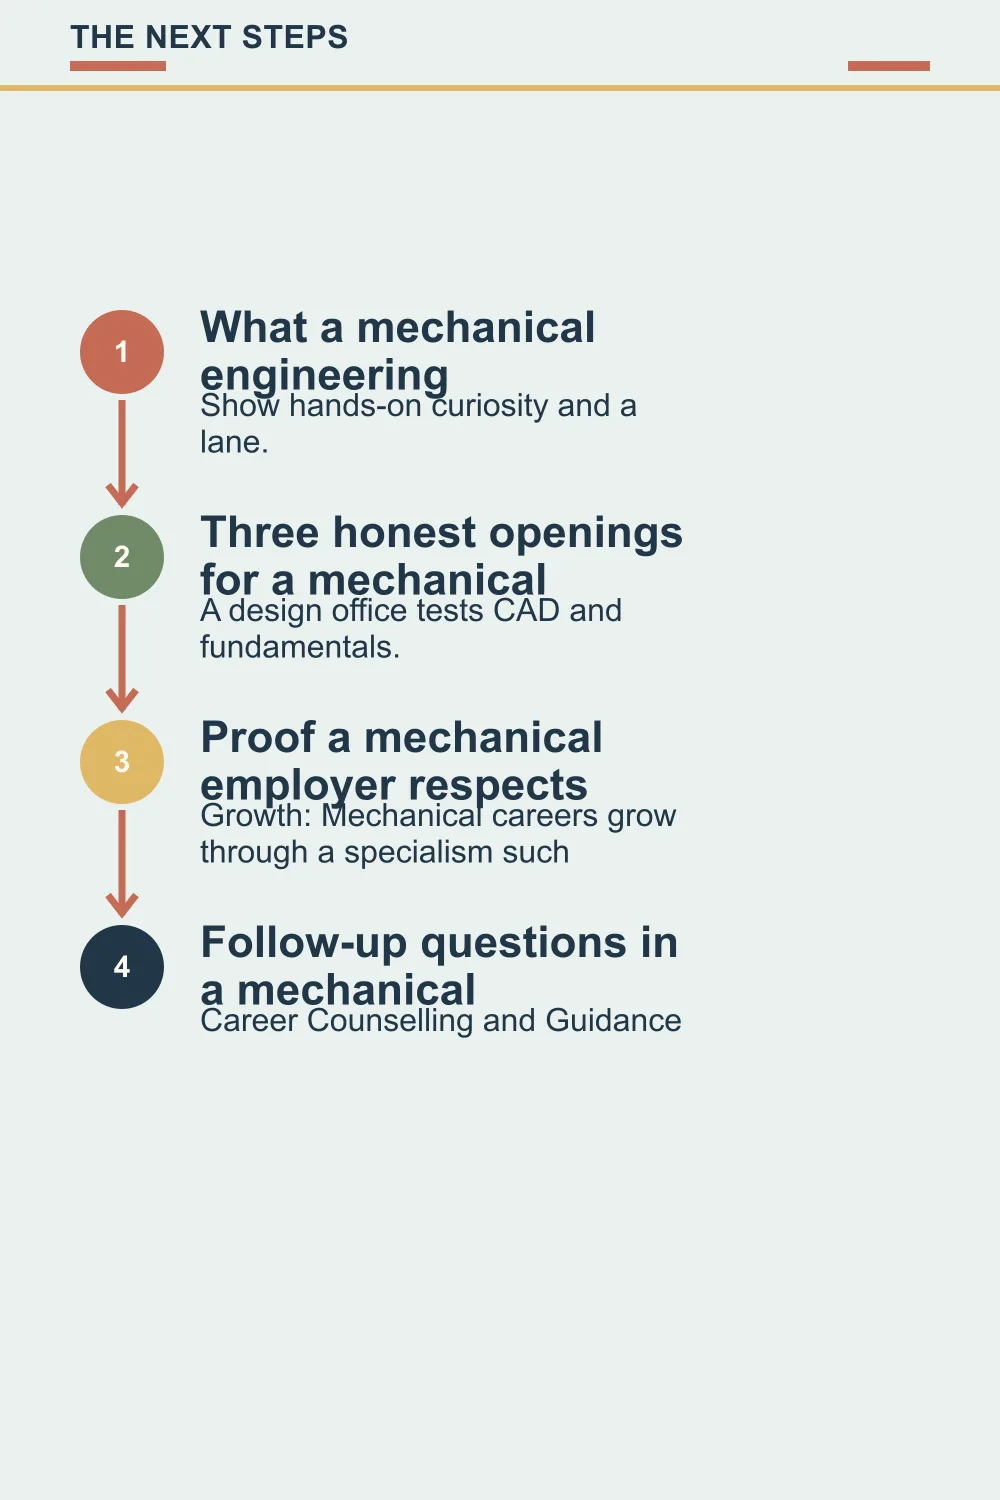 THE NEXT STEPS
1
What a mechanical
engineering
Show hands-on curiosity and a
lane.
2
Three honest openings
for a mechanical
A design office tests CAD and
fundamentals.
3
Proof a mechanical
employer respects
Growth: Mechanical careers grow
through a specialism such
4
Follow-up questions in
a mechanical
Career Counselling and Guidance